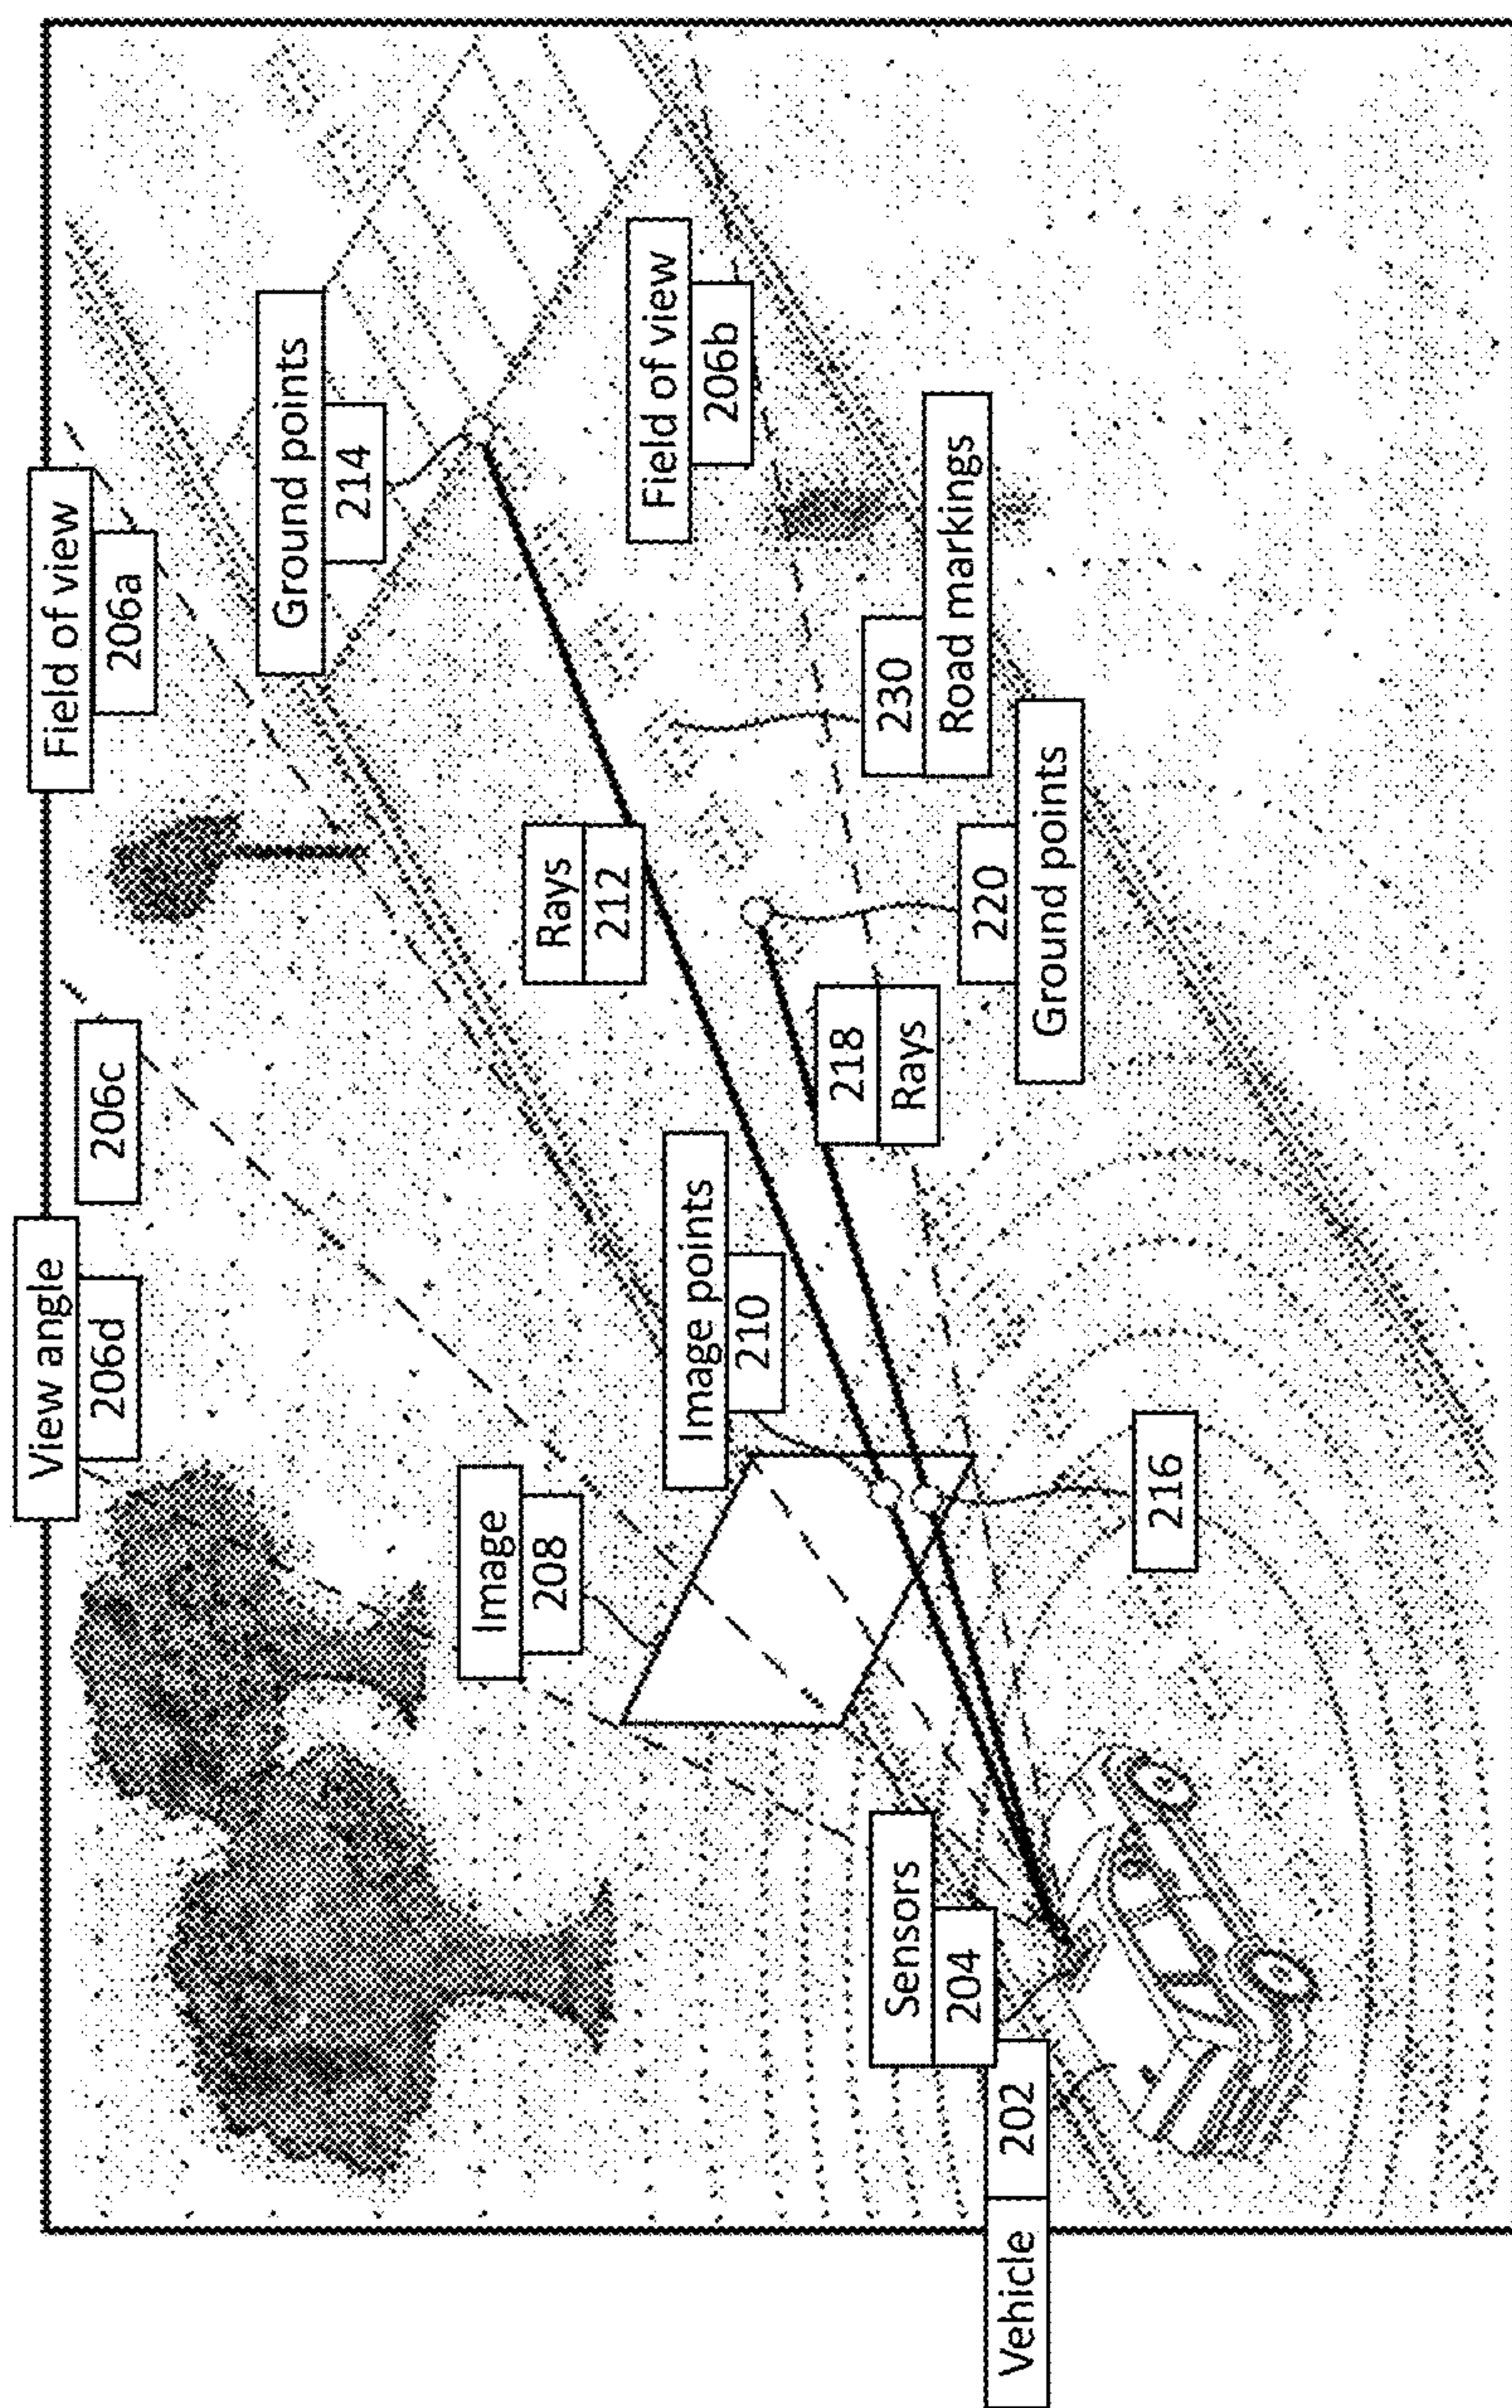 View angle
206d
206c
Field of view
206a
Ground points
214
Image
208
Rays
212
Field of view
206b
Image points
210
218
Rays
230
Road markings
Sensors
204
220
Ground points
Vehicle
202
216